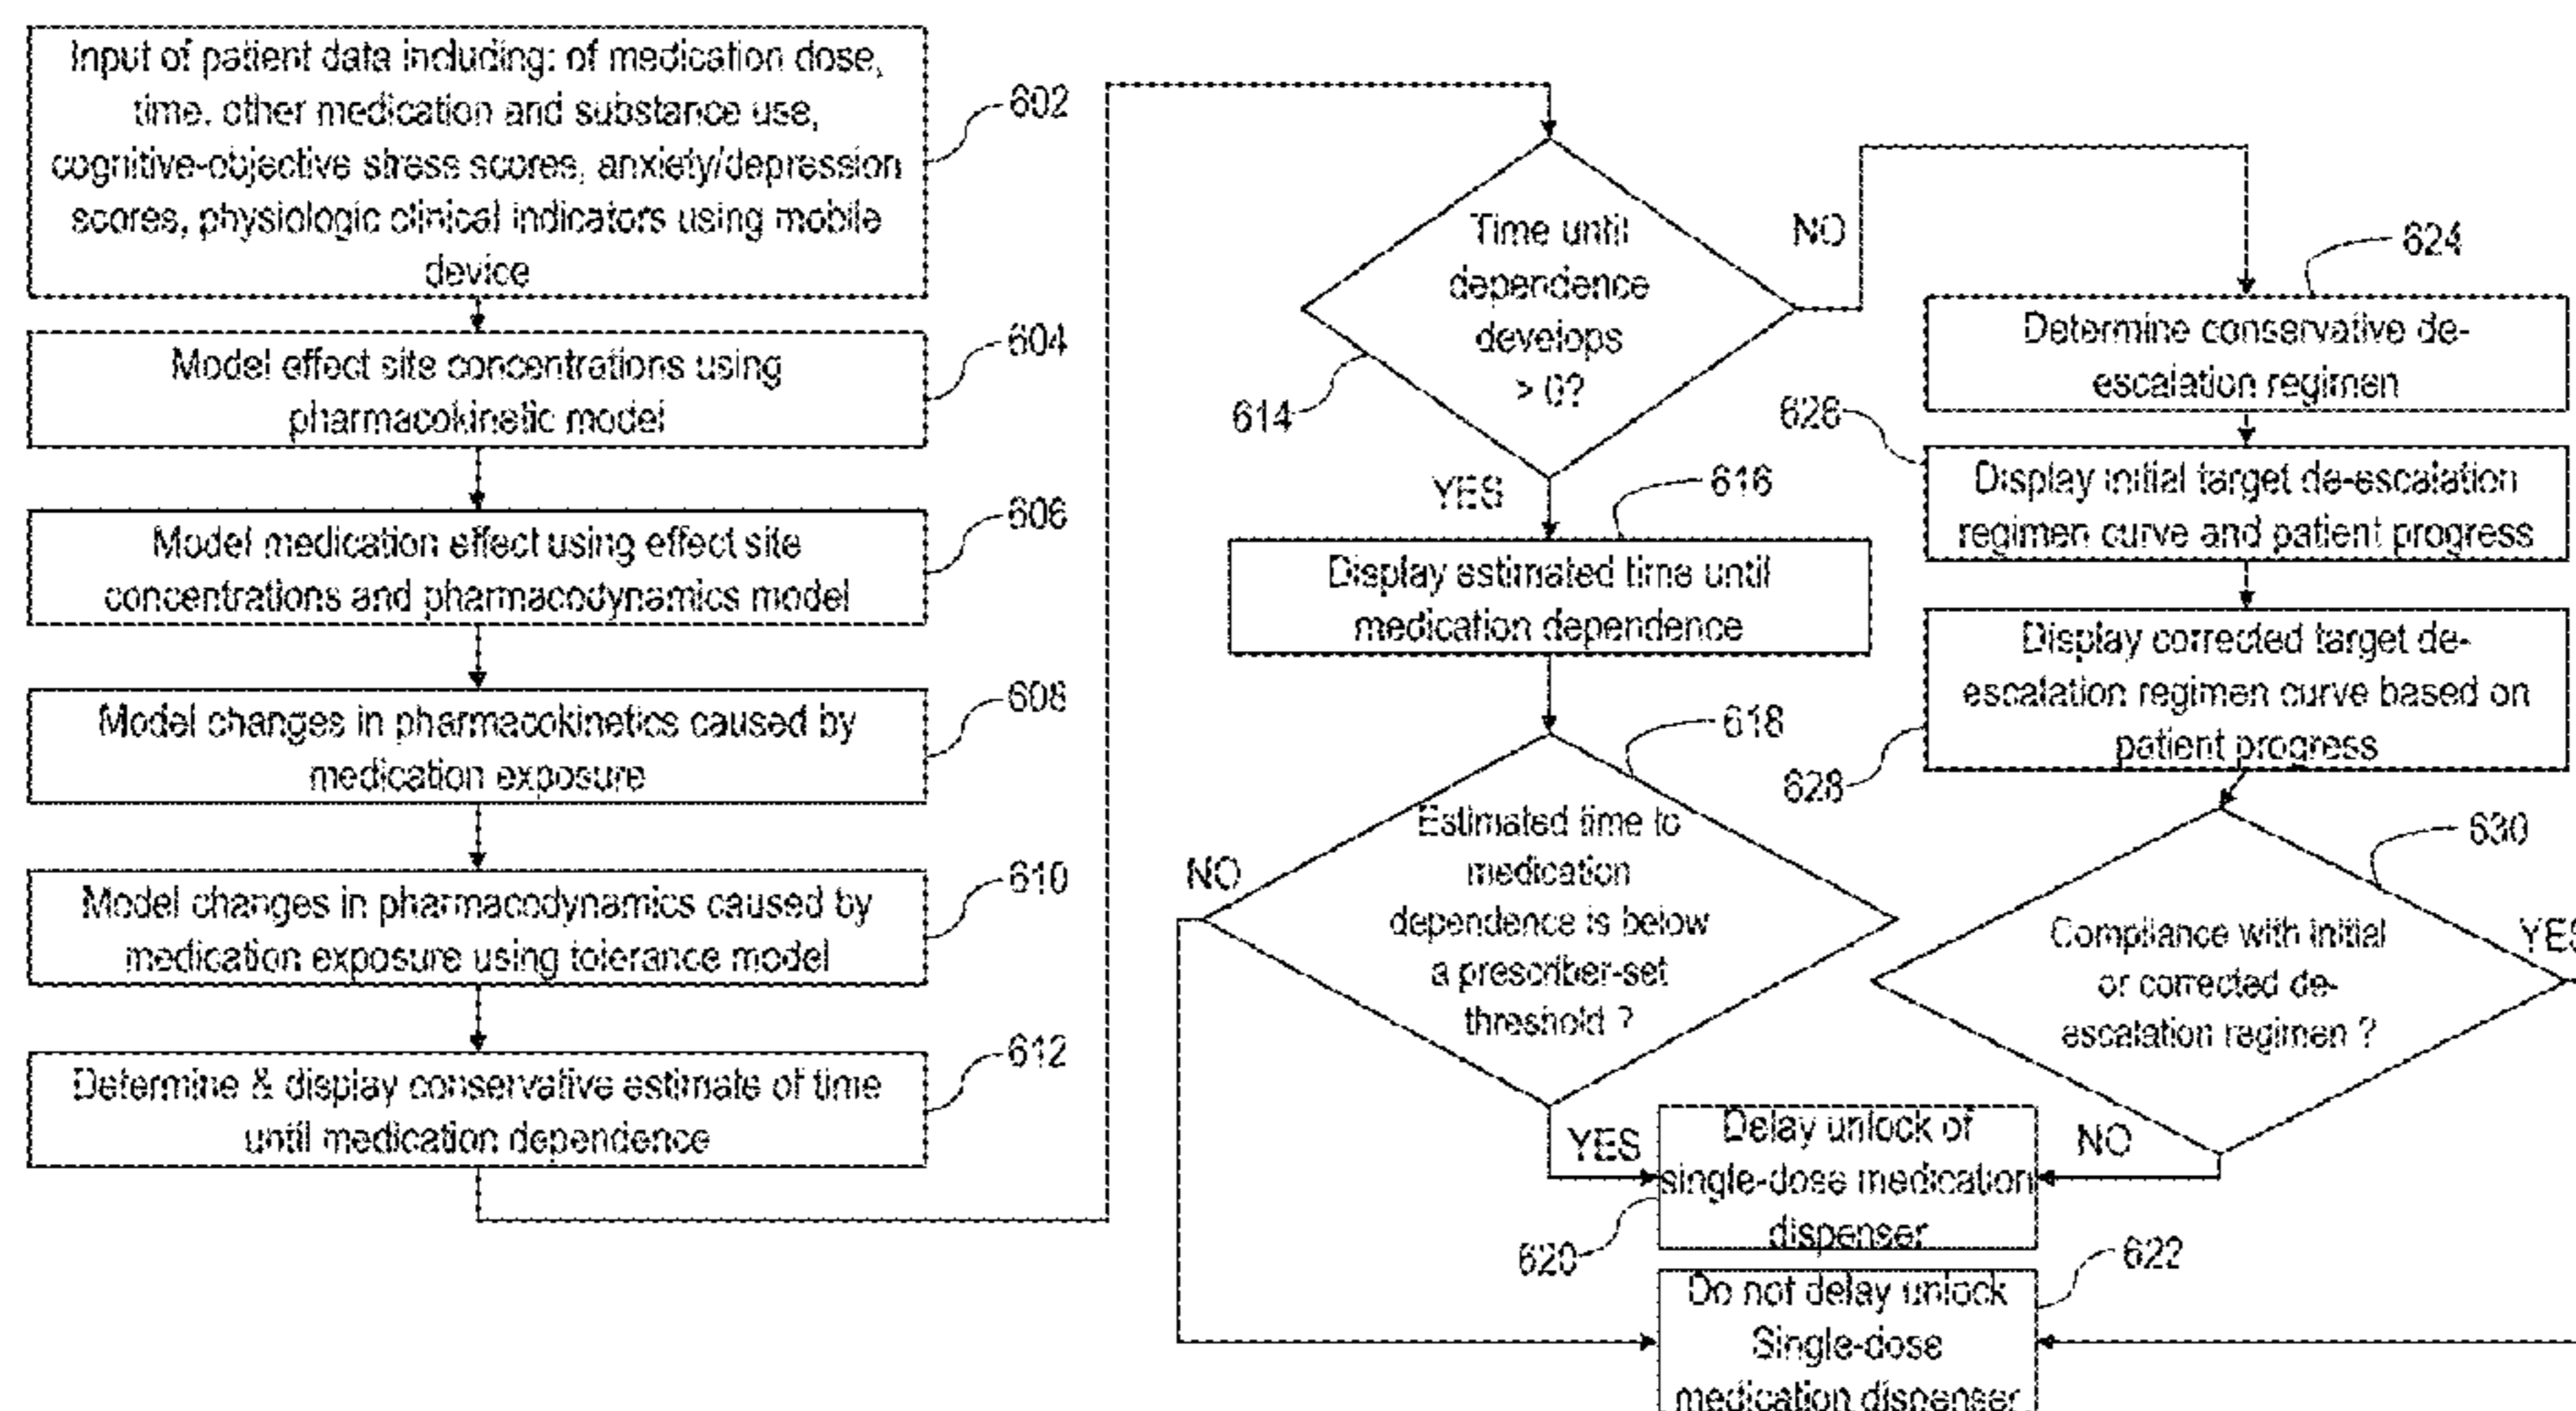 Input of patient data including: of medication dose,
time. other medication and substance use,
cognitive-objective stress scores, anxiety/depression
scores, physiologic clinical indicators using mobile
device
602
Model effect site concentrations using
pharmacokinetic model
604
Model medication effect using effect site
concentrations and pharmacodynamics model
606
Model changes in pharmacokinetics caused by
medication exposure
608
Model changes in pharmacodynamics caused by
medication exposure using tolerance model
610
Determine & display conservative estimate of time
until medication dependence
612
Time until
dependence
develops
> 0?
614
NO
YES
616
Display estimated time until
medication dependence
618
Estimated time to
medication
dependence is below
a prescriber-set
threshold ?
NO
YES
624
Determine conservative de-
escalation regimen
626
Display initial target de-escalation
regimen curve and patient progress
Display corrected target de-
escalation regimen curve based on
patient progress
628
630
Compliance with initial
or corrected de-
escalation regimen ?
YES
NO
Delay unlock of
single-dose medication
dispenser
620
622
Do not delay unlock
Single-dose
medication dispenser